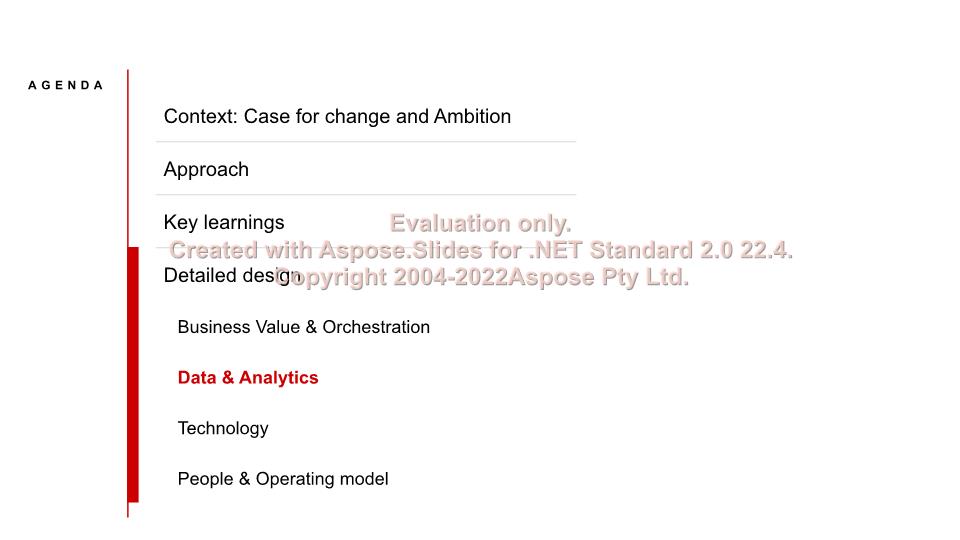 AGENDA
Context: Case for change and Ambition
Approach
Key learnings
Evaluation only.
Created with Aspose.Slides for .NET Standard 2.0 22.4.
Detailed design
Copyright 2004-2022Aspose Pty Ltd.
Business Value & Orchestration
Data & Analytics
Technology
People & Operating model